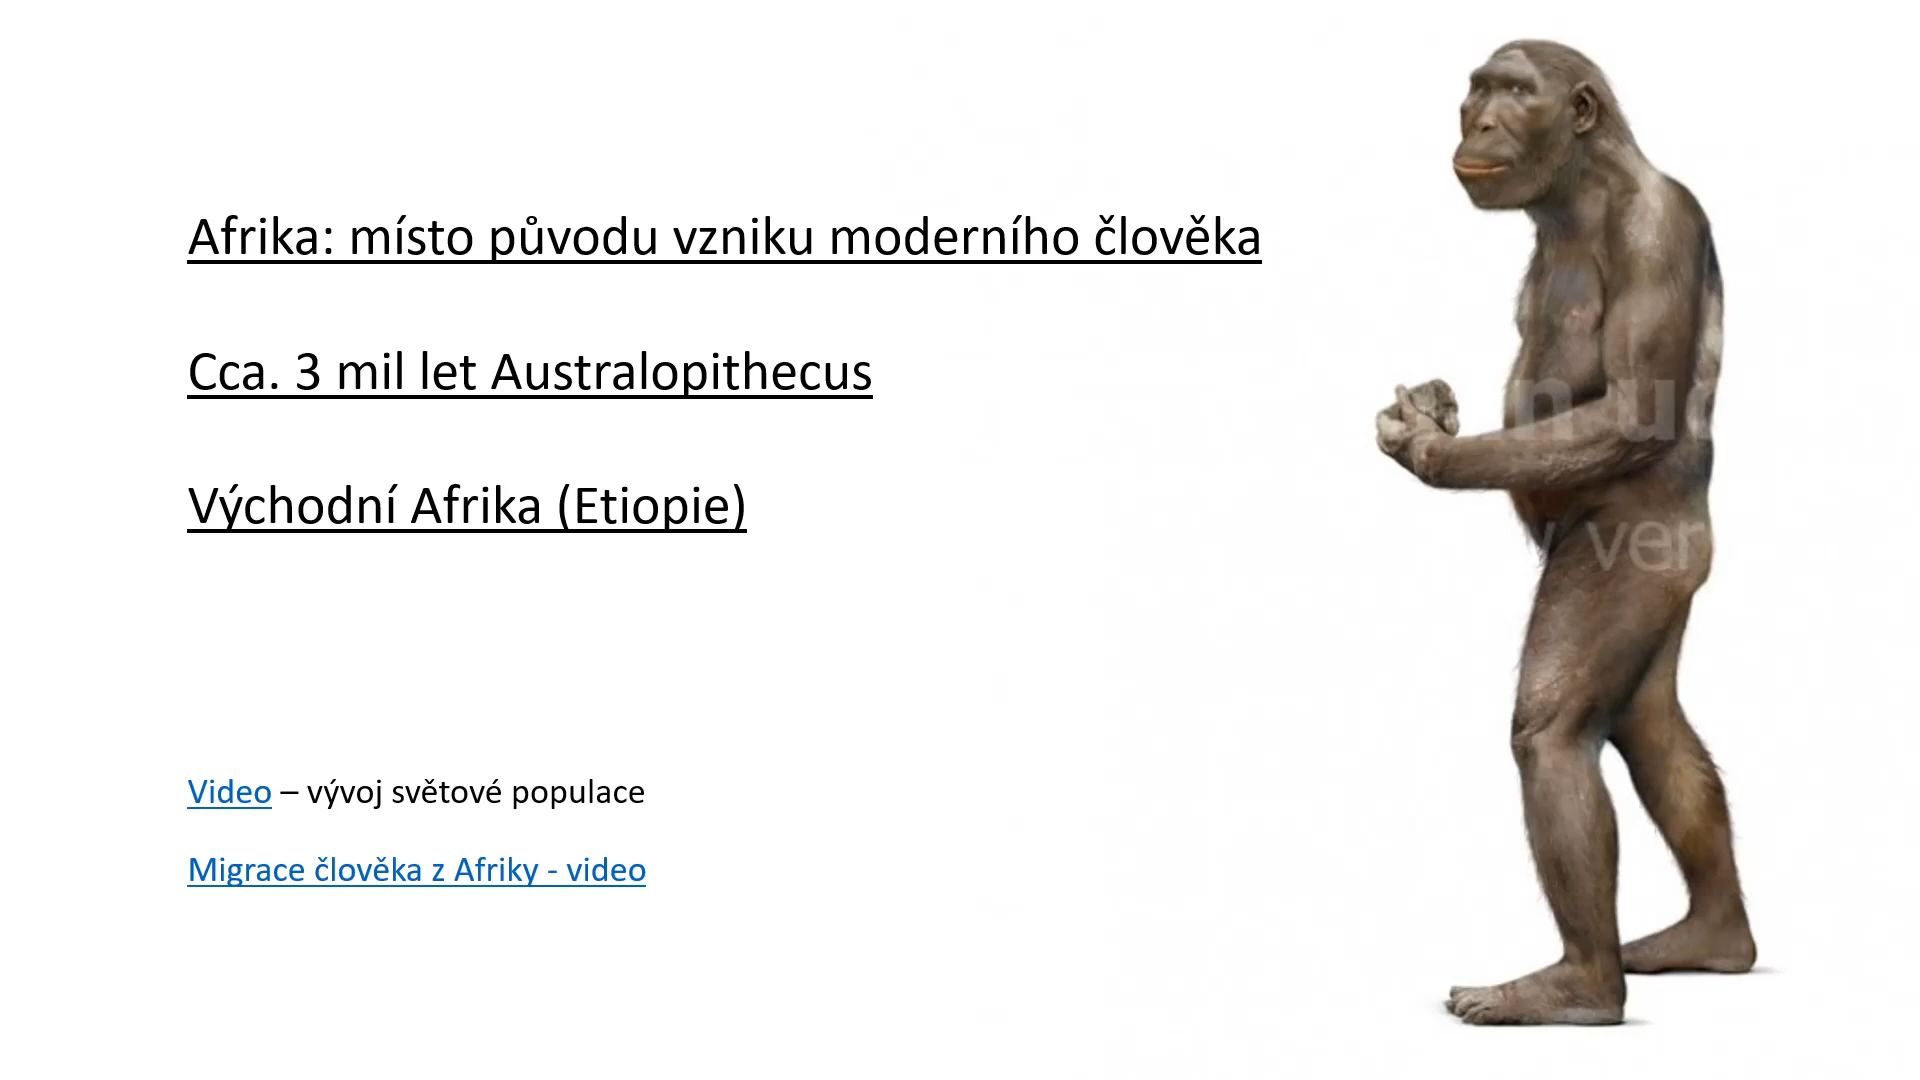 Afrika: místo původu vzniku moderního člověka
Cca. 3 mil let Australopithecus
Východní Afrika (Etiopie)
Video – vývoj světové populace
Migrace člověka z Afriky - video